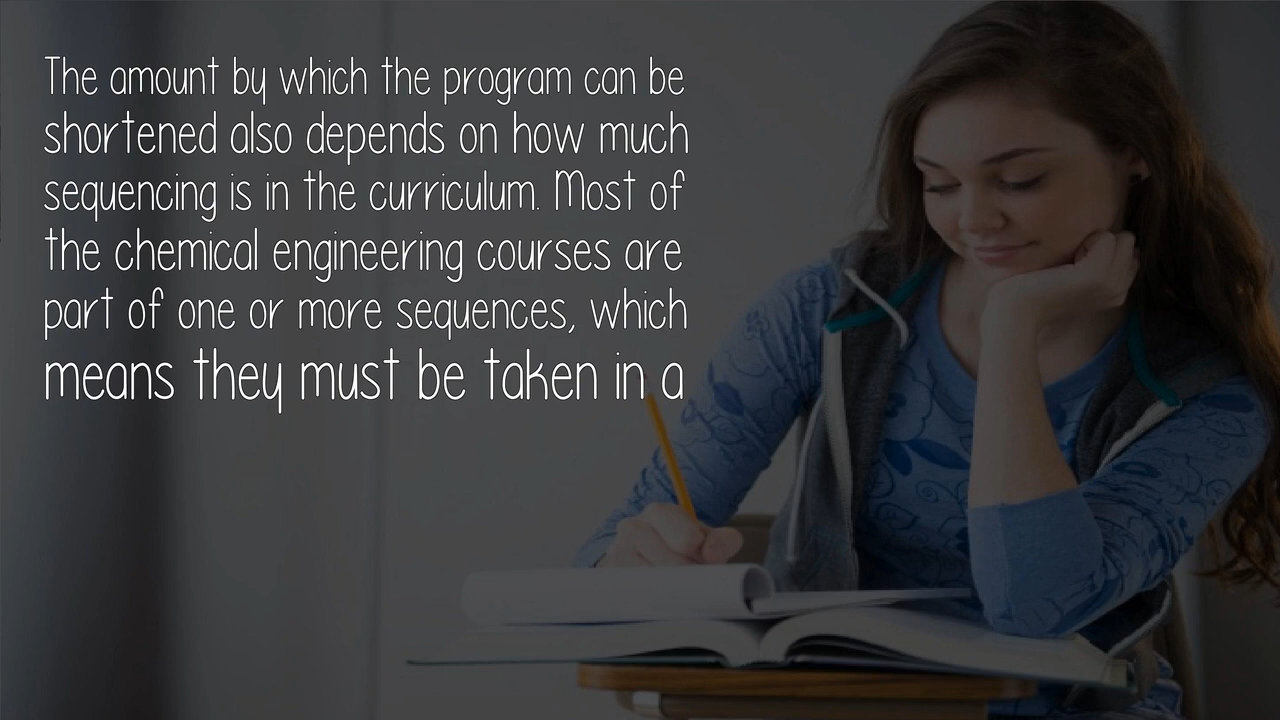 The amount by which the program can be
shortened also depends on how much
sequencing is in the curriculum. Most of
the chemical engineering courses are
part of one or more sequences, which
means they must be taken in a